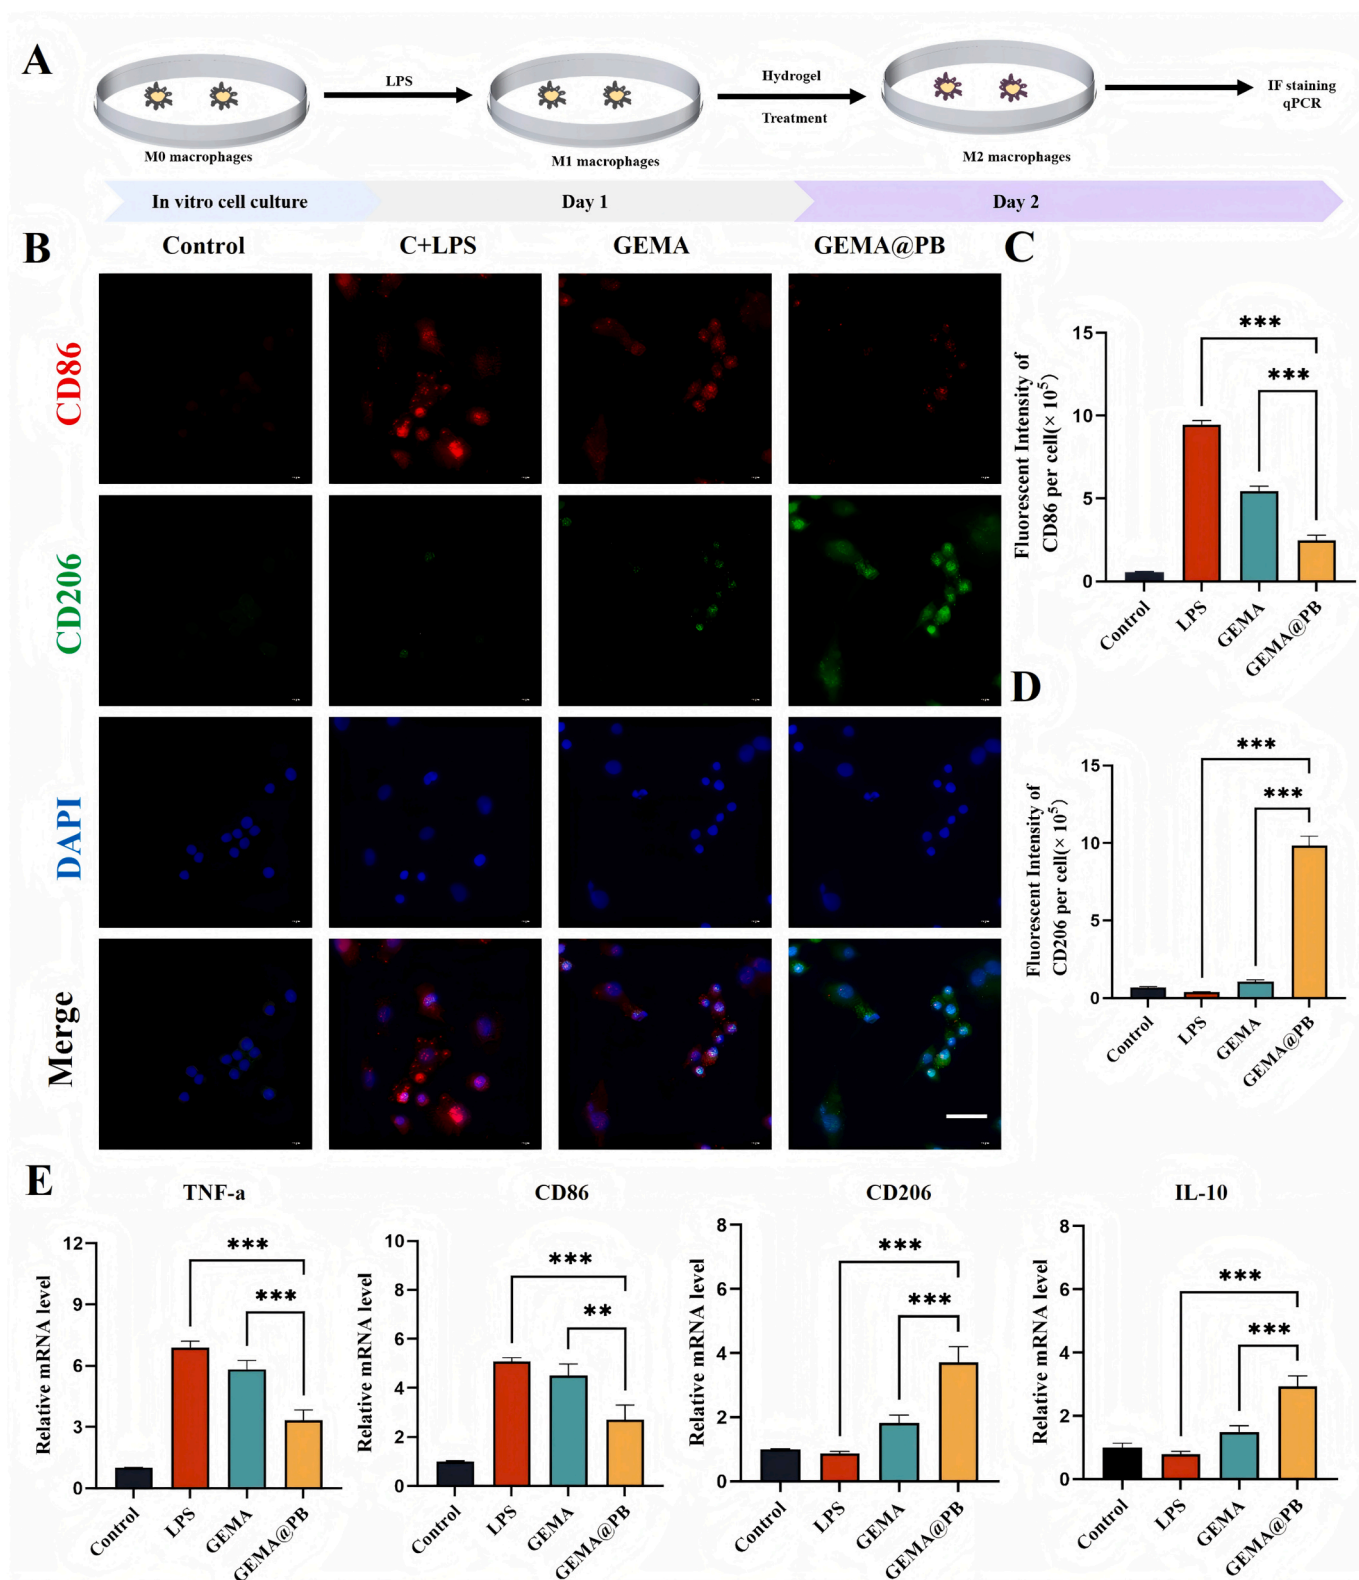 A
LPS
Hydrogel
Treatment
IF staining
qPCR
M0 macrophages
M1 macrophages
M2 macrophages
In vitro cell culture
Day 1
Day 2
B
Control
C+LPS
GEMA
GEMA@PB
CD86
CD206
DAPI
Merge
C
Fluorescent Intensity of
CD86 per cell(× 10⁵)
15
10
5
0
***
***
Control
LPS
GEMA
GEMA@PB
D
Fluorescent Intensity of
CD206 per cell(× 10⁵)
15
10
5
0
***
***
Control
LPS
GEMA
GEMA@PB
E
TNF-a
Relative mRNA level
12
9
6
3
0
***
***
Control
LPS
GEMA
GEMA@PB
CD86
Relative mRNA level
10
8
6
4
2
0
***
**
Control
LPS
GEMA
GEMA@PB
CD206
Relative mRNA level
8
6
4
2
0
***
***
Control
LPS
GEMA
GEMA@PB
IL-10
Relative mRNA level
8
6
4
2
0
***
***
Control
LPS
GEMA
GEMA@PB